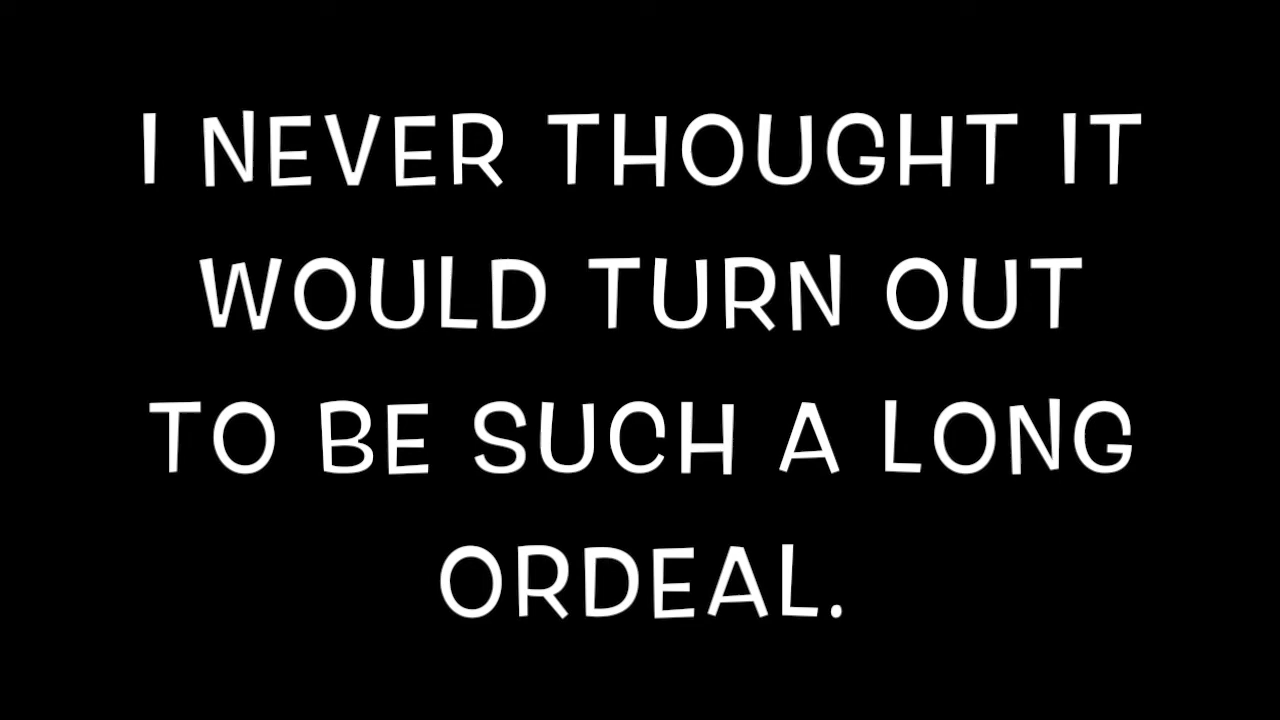 I NEVER THOUGHT IT
WOULD TURN OUT
TO BE SUCH A LONG
ORDEAL.